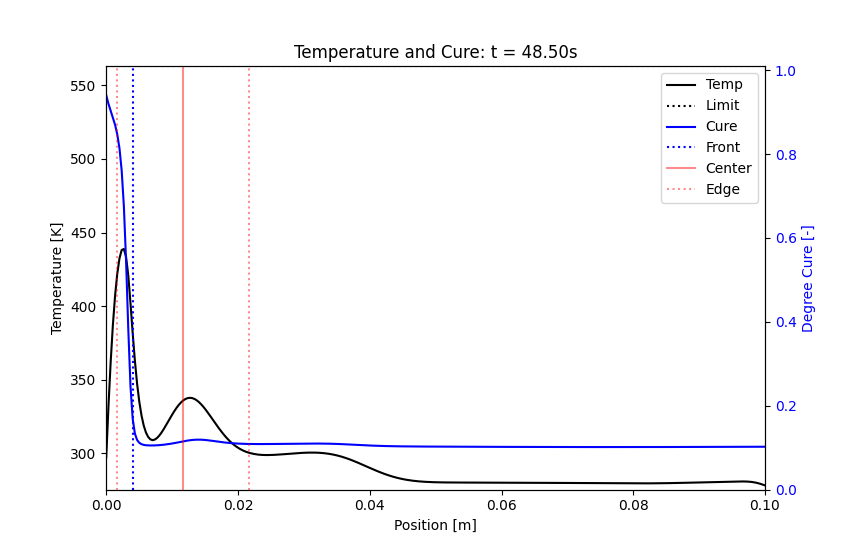 Temperature and Cure: t = 48.50s
550
500
450
400
350
300
Temperature [K]
1.0
0.8
0.6
0.4
0.2
0.0
Degree Cure [-]
Temp
Limit
Cure
Front
Center
Edge
0.00
0.02
0.04
0.06
0.08
0.10
Position [m]